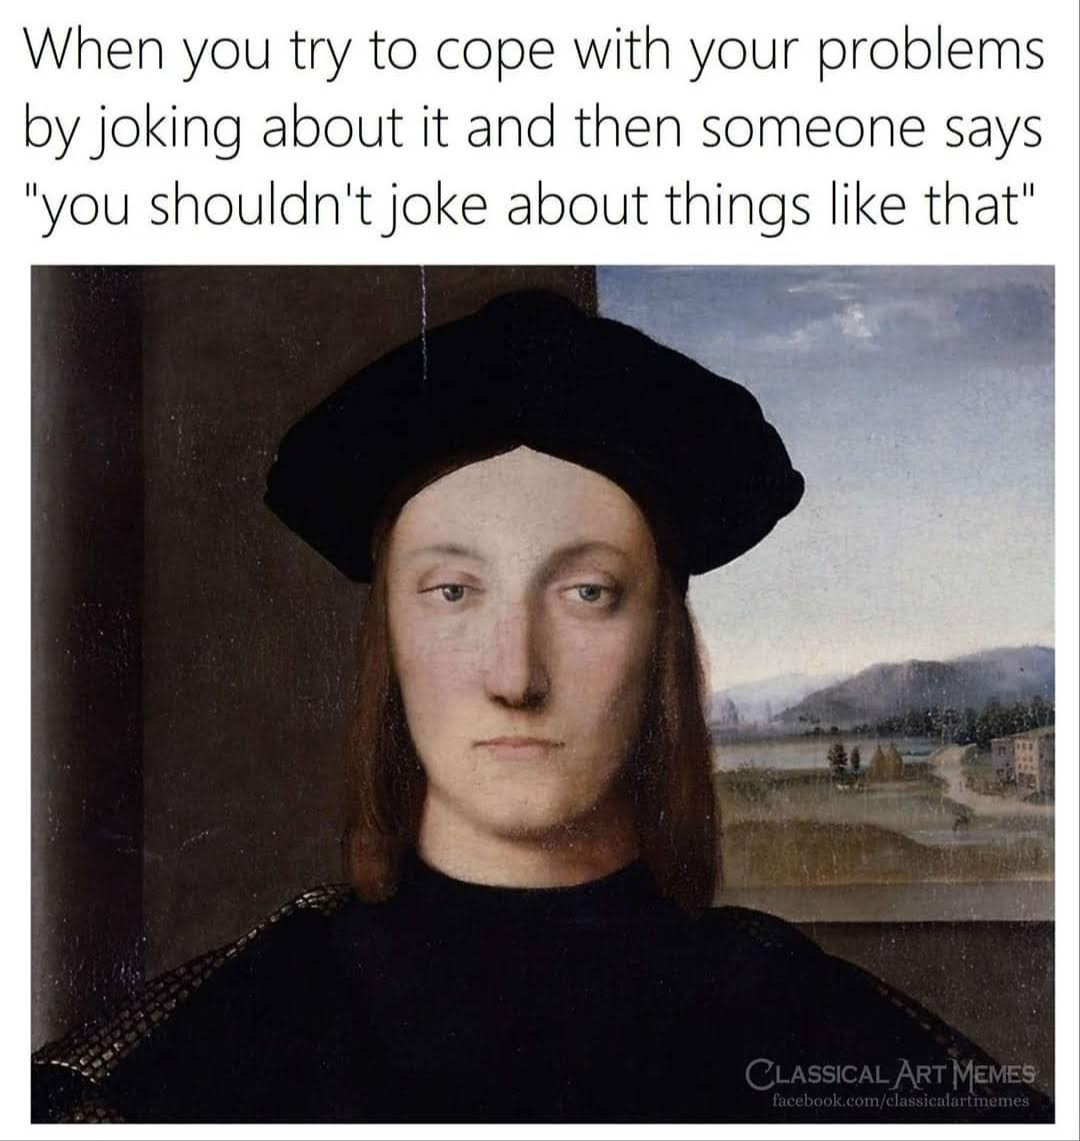 When you try to cope with your problems
by joking about it and then someone says
"you shouldn't joke about things like that"
CLASSICAL ART MEMES
facebook.com/classicalartmemes